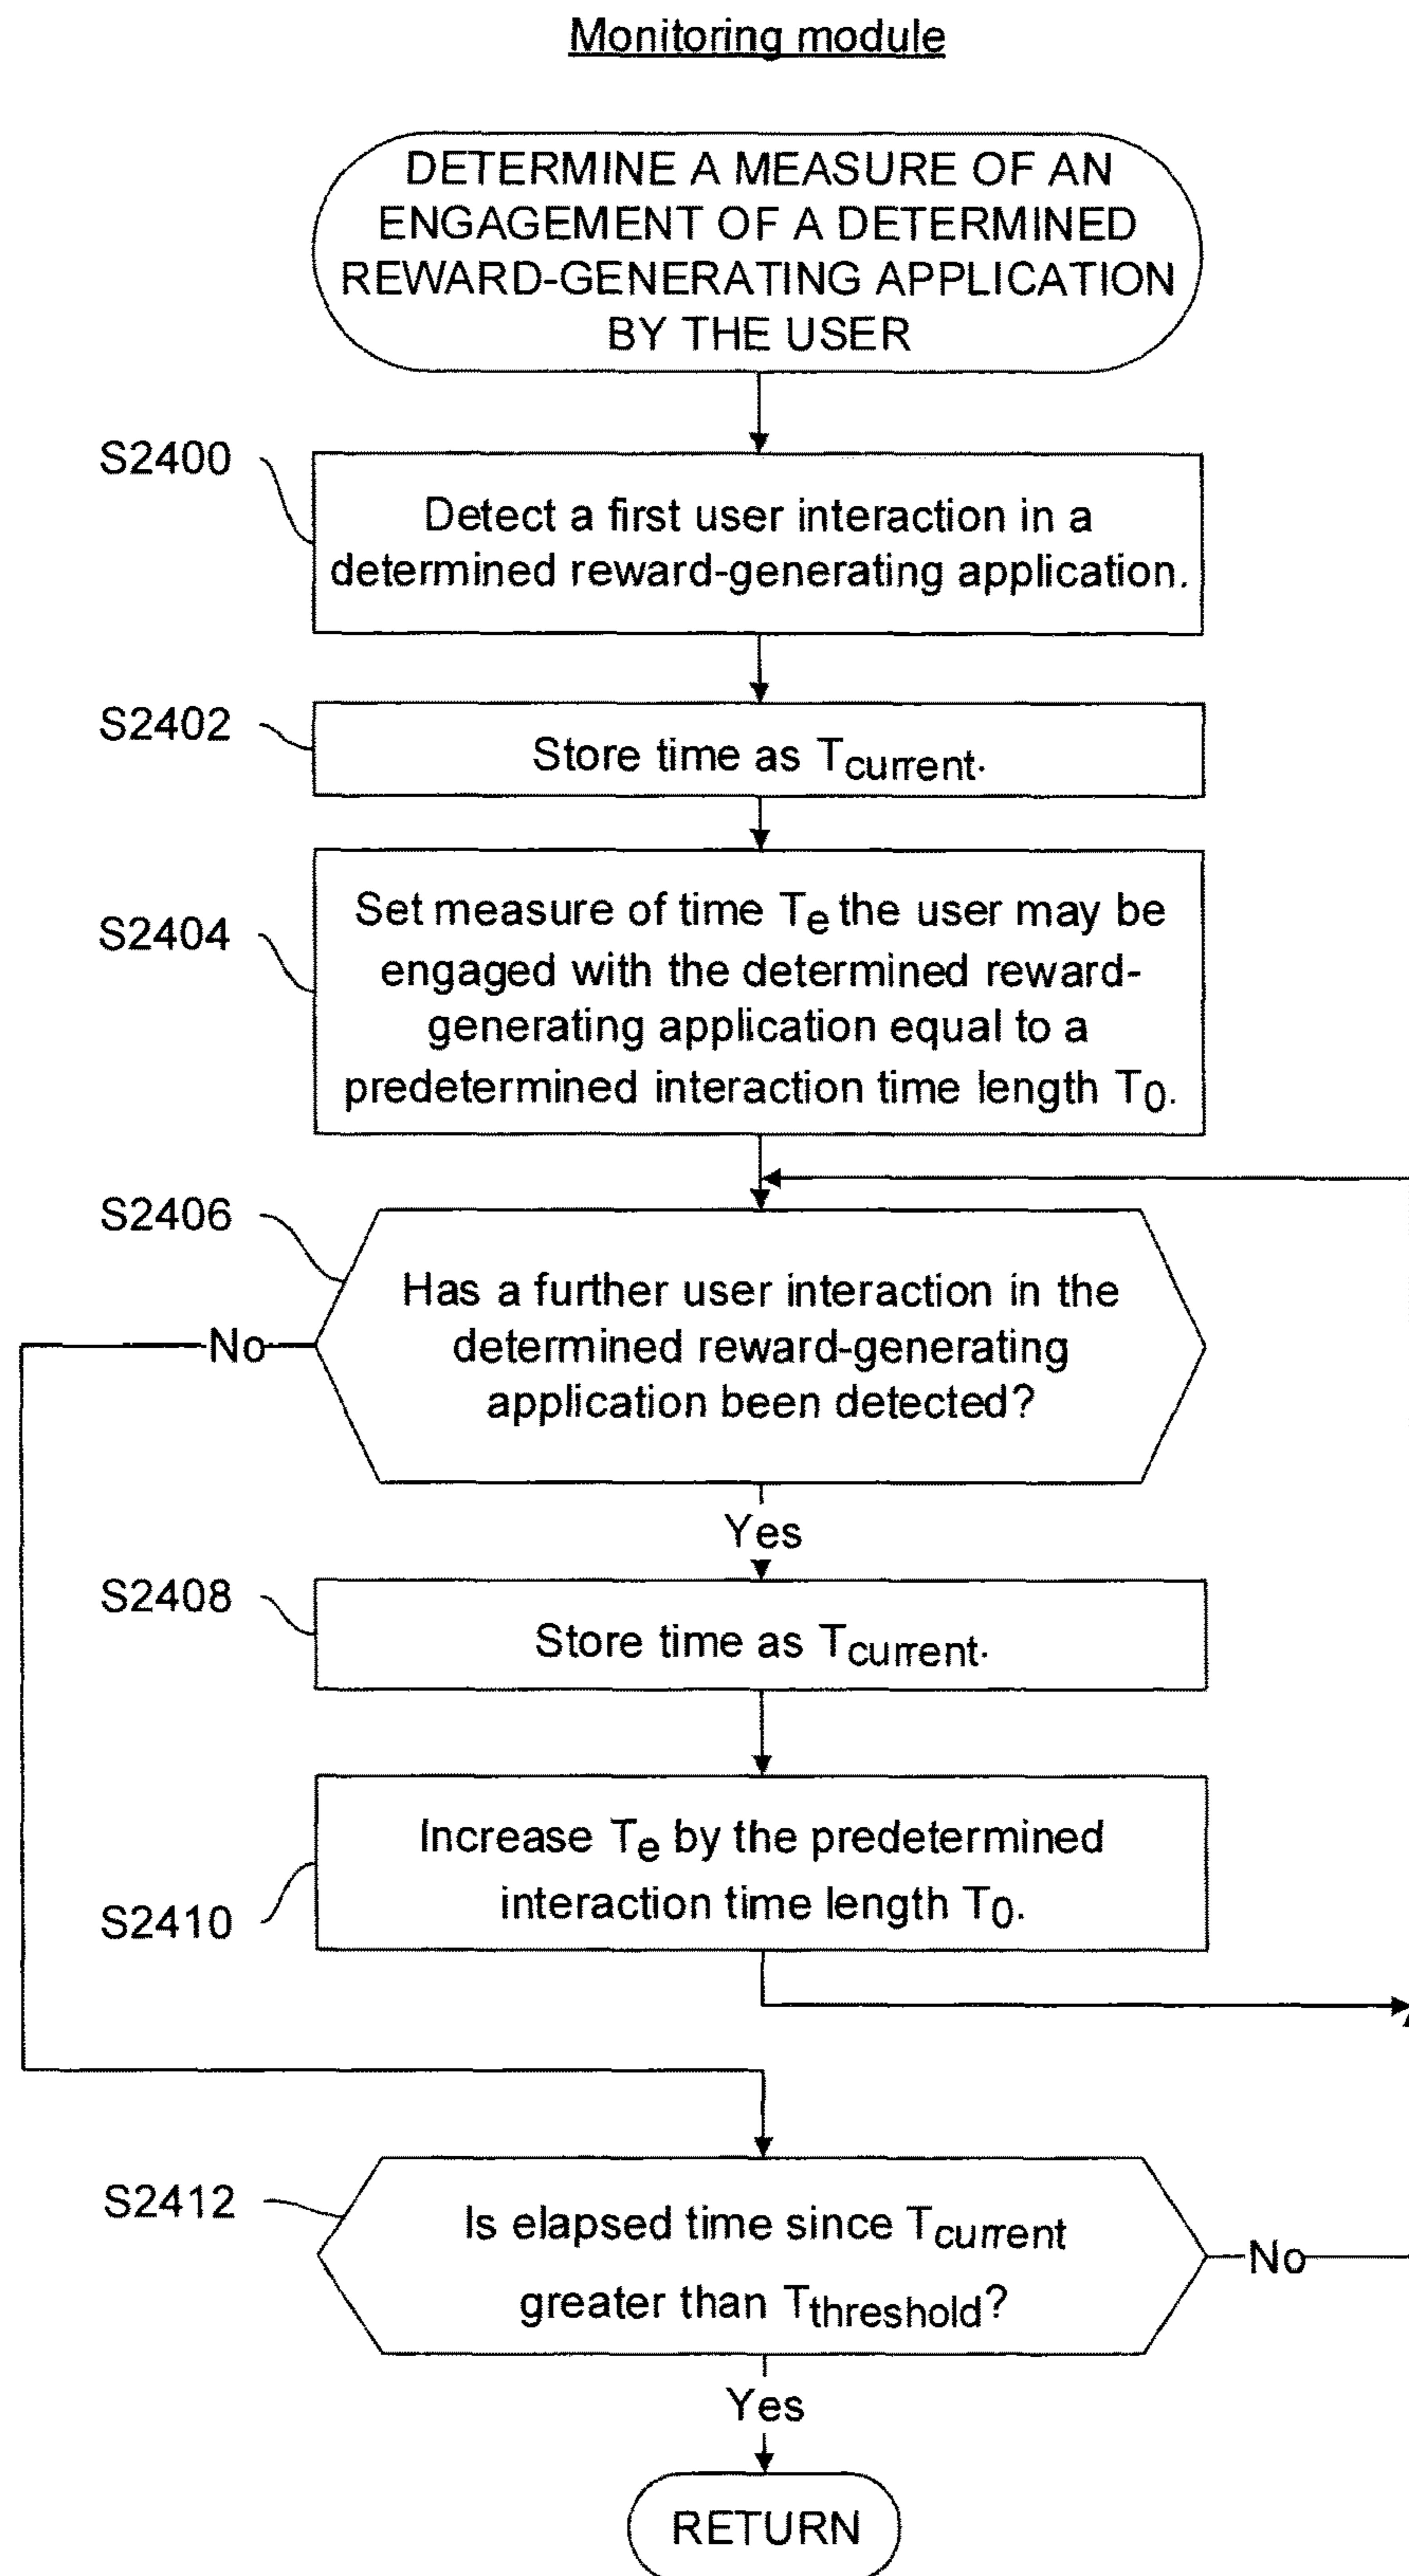 Monitoring module
DETERMINE A MEASURE OF AN
ENGAGEMENT OF A DETERMINED
REWARD-GENERATING APPLICATION
BY THE USER
S2400
Detect a first user interaction in a
determined reward-generating application.
S2402
Store time as Tcurrent.
S2404
Set measure of time Te the user may be
engaged with the determined reward-
generating application equal to a
predetermined interaction time length T0.
S2406
Has a further user interaction in the
determined reward-generating
application been detected?
No
Yes
S2408
Store time as Tcurrent.
S2410
Increase Te by the predetermined
interaction time length T0.
S2412
Is elapsed time since Tcurrent
greater than Tthreshold?
No
Yes
RETURN